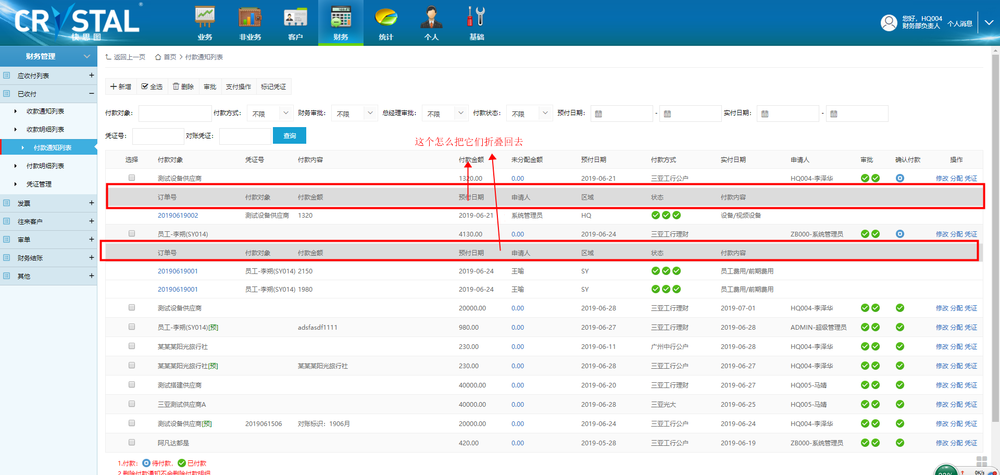 CRYSTAL ®
快思图
业务 非业务 客户 财务 统计 个人 基础
您好，HQ004
财务部负责人
个人消息
财务管理
应收付列表 +
已收付 −
收款通知列表
收款明细列表
付款通知列表
付款明细列表
凭证管理
发票 +
往来客户 +
审单 +
财务结账 +
其他 +
返回上一页 首页 > 付款通知列表
新增 全选 删除 审批 支付操作 标记凭证
付款对象： 付款方式： 不限 财务审批： 不限 总经理审批： 不限 付款状态： 不限 预付日期： - 实付日期： -
凭证号： 对账凭证： 查询
这个怎么把它们折叠回去
选择 付款对象 凭证号 付款内容 付款金额 未分配金额 预付日期 付款方式 实付日期 申请人 审批 确认付款 操作
测试设备供应商 1320.00 0.00 2019-06-21 三亚工行公户 HQ004-李泽华 修改 分配 凭证
订单号 付款对象 付款金额 预付日期 申请人 区域 状态 付款内容
20190619002 测试设备供应商 1320 2019-06-21 系统管理员 HQ 设备/视频设备
员工-李朔(SY014) 4130.00 0.00 2019-06-24 三亚工行理财 ZB000-系统管理员 修改 分配 凭证
订单号 付款对象 付款金额 预付日期 申请人 区域 状态 付款内容
20190619001 员工-李朔(SY014) 2150 2019-06-24 王喻 SY 员工费用/前期费用
20190619001 员工-李朔(SY014) 1980 2019-06-24 王喻 SY 员工费用/前期费用
测试设备供应商 20000.00 0.00 2019-06-28 三亚工行理财 2019-07-01 HQ004-李泽华 修改 分配 凭证
员工-李朔(SY014)[预] adsfasdf1111 980.00 0.00 2019-06-27 三亚工行理财 2019-06-28 ADMIN-超级管理员 修改 分配 凭证
某某某阳光旅行社 230.00 0.00 2019-06-11 广州中行公户 2019-06-28 HQ004-李泽华 修改 分配 凭证
某某某阳光旅行社[预] 某某某阳光旅行社 230.00 0.00 2019-06-28 三亚工行公户 2019-06-27 HQ004-李泽华 修改 分配 凭证
测试搭建供应商 40000.00 0.00 2019-06-20 三亚工行理财 2019-06-27 HQ005-马婧 修改 分配 凭证
三亚测试供应商A 40000.00 0.00 2019-06-28 三亚光大 2019-06-25 HQ005-马婧 修改 分配 凭证
测试设备供应商[预] 2019061506 对账标识：1906月 20000.00 0.00 2019-06-24 三亚工行公户 2019-06-24 HQ004-李泽华 修改 分配 凭证
阿凡达都是 420.00 0.00 2019-05-28 三亚工行公户 2019-06-19 ZB000-系统管理员 修改 分配 凭证
1.付款： 待付款， 已付款
2.删除付款通知不会删除付款明细
0K/s